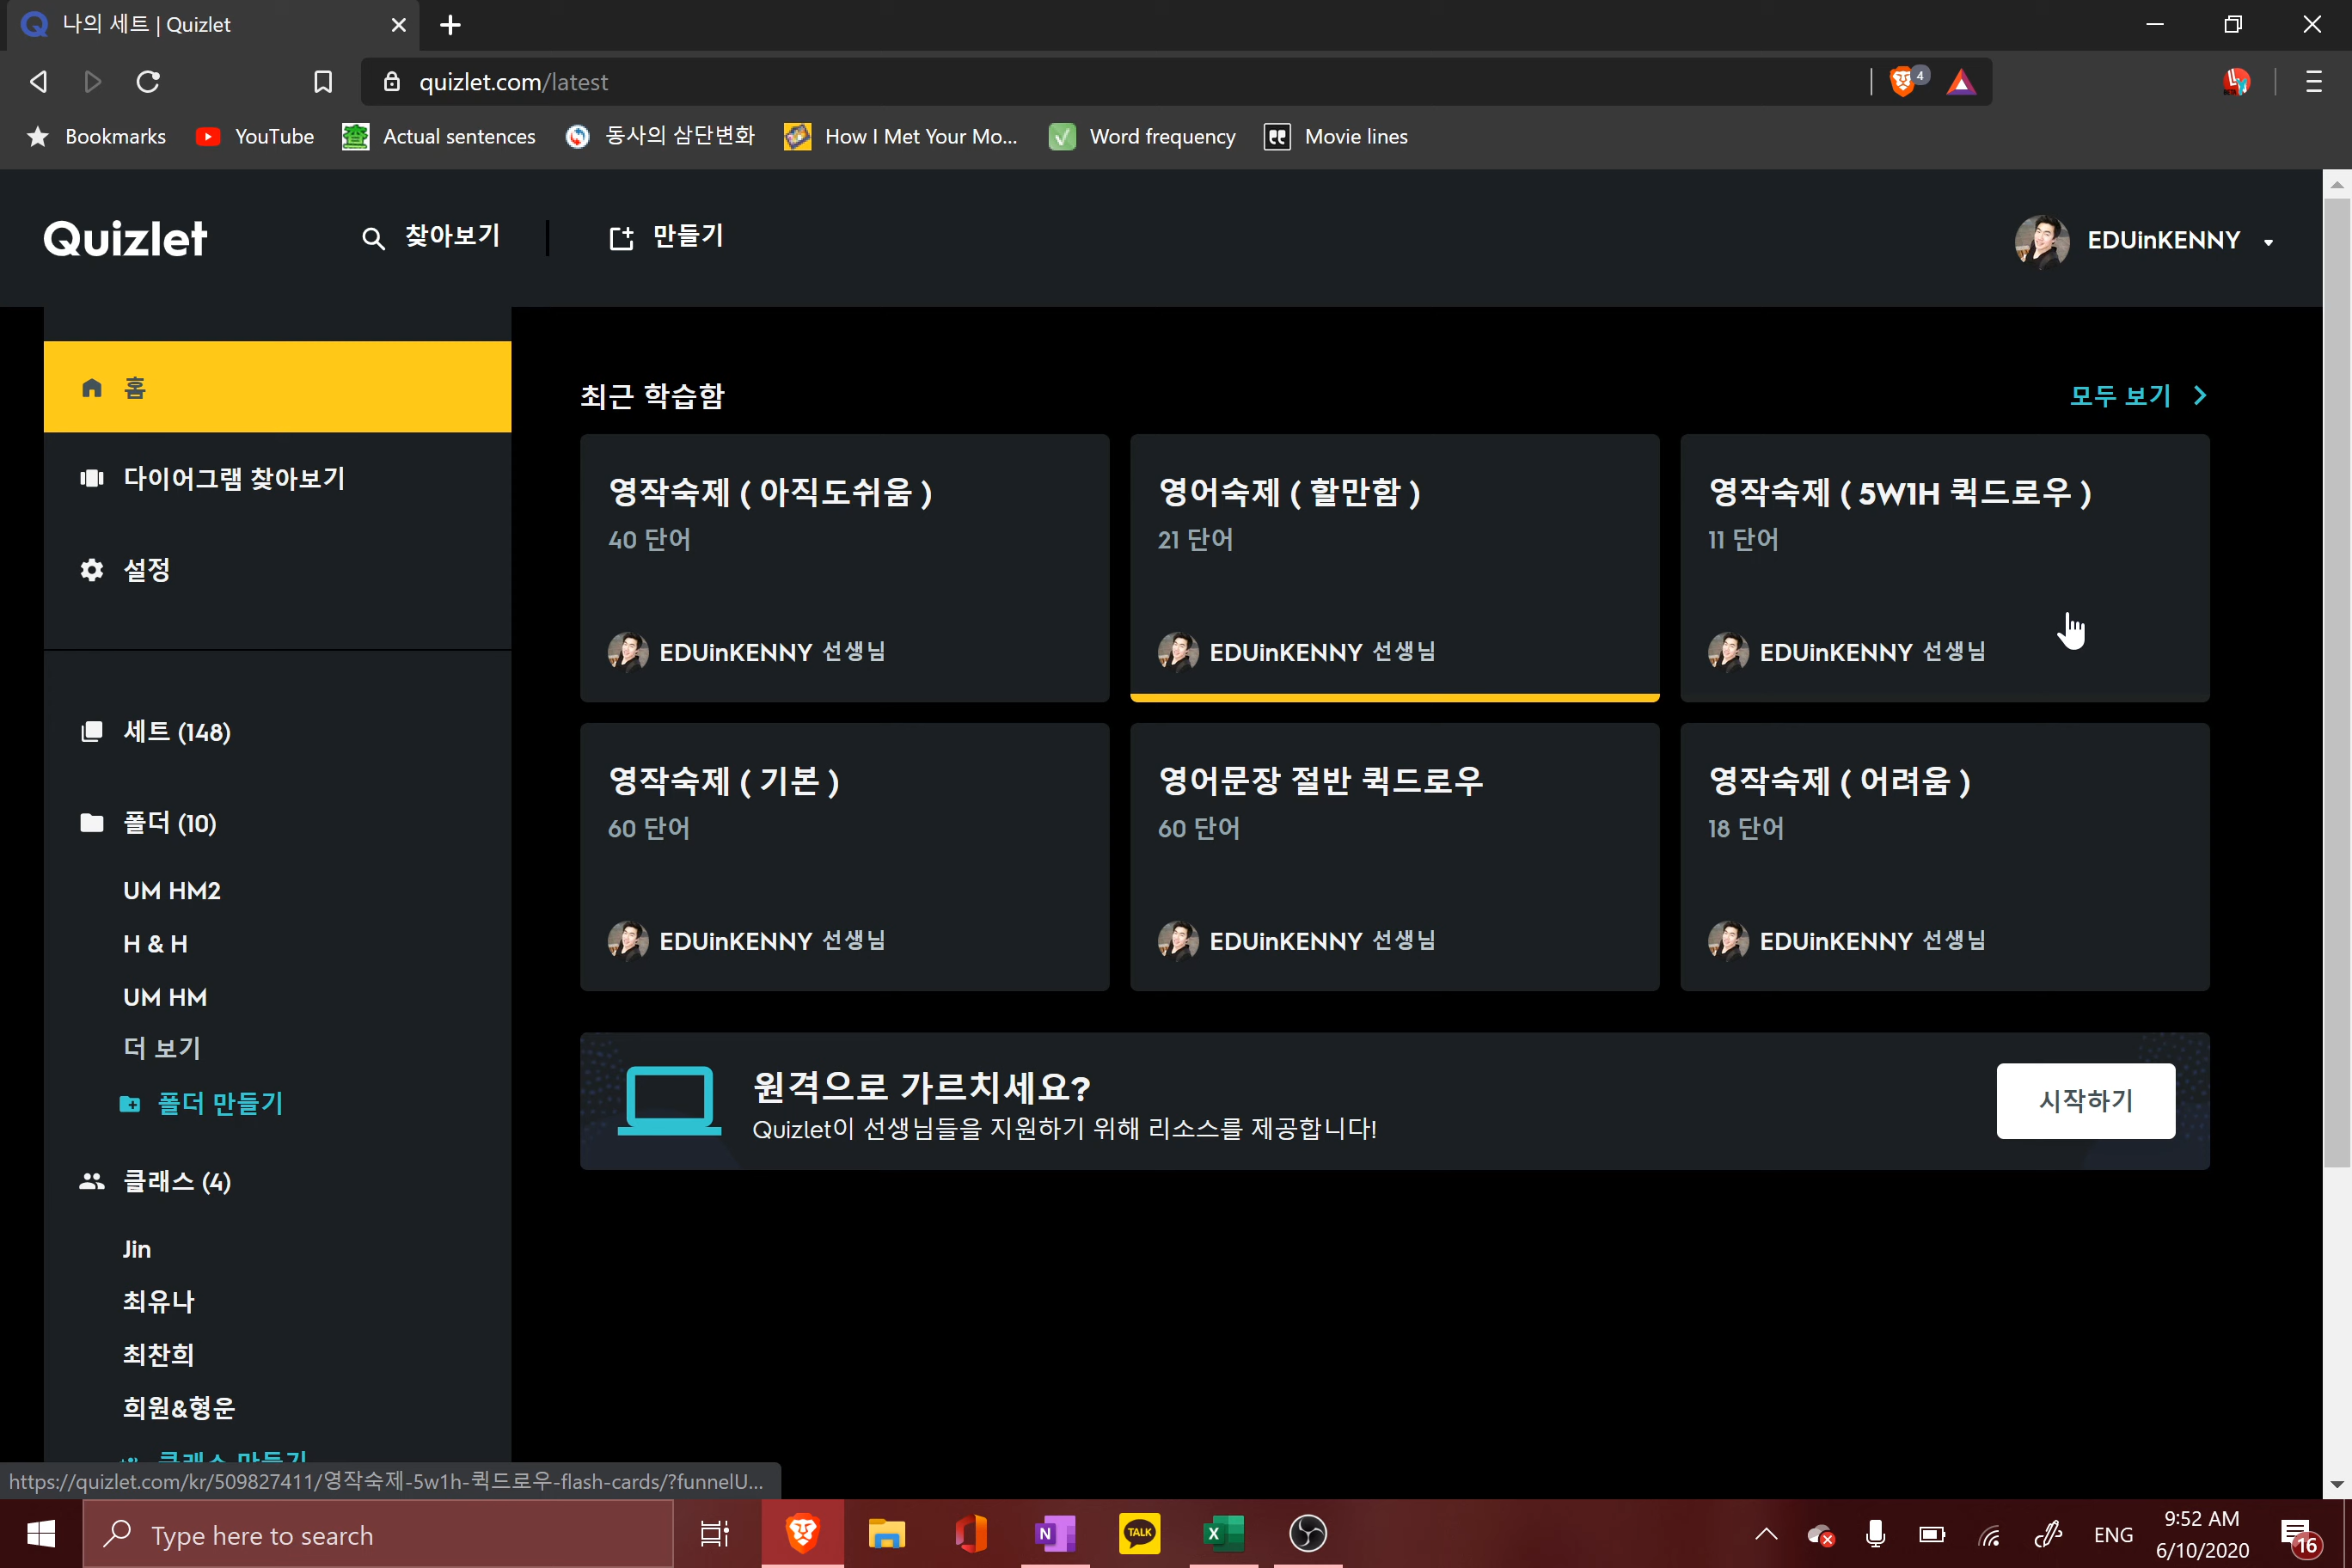 나의 세트 | Quizlet
quizlet.com/latest
4
Bookmarks
YouTube
Actual sentences
동사의 삼단변화
How I Met Your Mo...
Word frequency
Movie lines
Quizlet
찾아보기
만들기
EDUinKENNY
홈
다이어그램 찾아보기
설정
세트 (148)
폴더 (10)
UM HM2
H & H
UM HM
더 보기
폴더 만들기
클래스 (4)
Jin
최유나
최찬희
희원&형운
클래스 만들기
최근 학습함
모두 보기
영작숙제 ( 아직도쉬움 )
40 단어
EDUinKENNY 선생님
영어숙제 ( 할만함 )
21 단어
EDUinKENNY 선생님
영작숙제 ( 5W1H 퀵드로우 )
11 단어
EDUinKENNY 선생님
영작숙제 ( 기본 )
60 단어
EDUinKENNY 선생님
영어문장 절반 퀵드로우
60 단어
EDUinKENNY 선생님
영작숙제 ( 어려움 )
18 단어
EDUinKENNY 선생님
원격으로 가르치세요?
Quizlet이 선생님들을 지원하기 위해 리소스를 제공합니다!
시작하기
https://quizlet.com/kr/509827411/영작숙제-5w1h-퀵드로우-flash-cards/?funnelU...
Type here to search
N
TALK
X
ENG
9:52 AM
6/10/2020
16